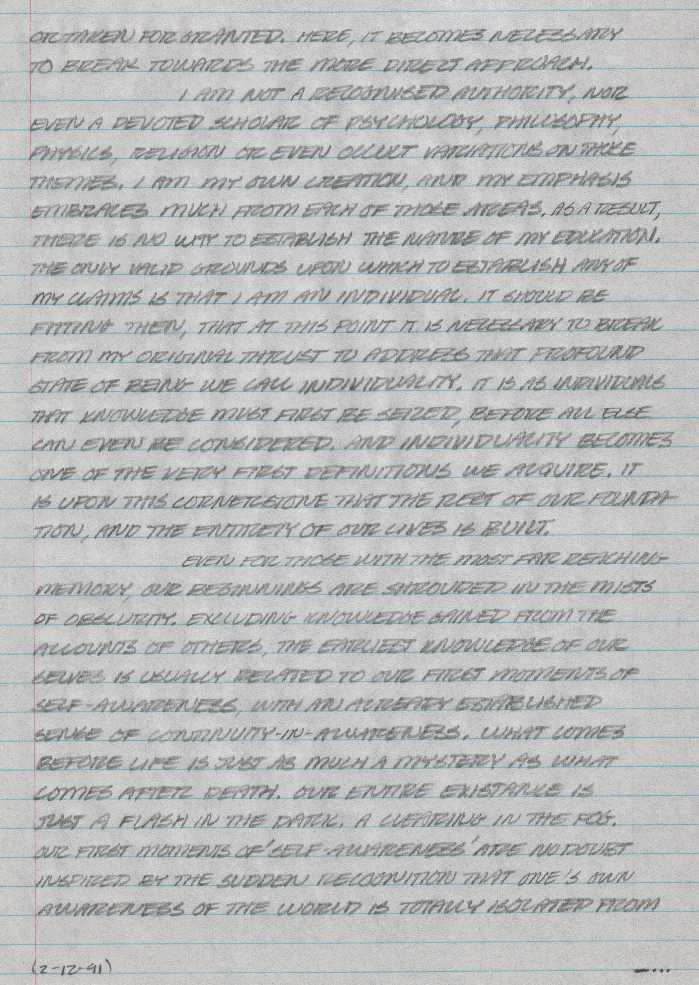 OR TAKEN FOR GRANTED. HERE, IT BECOMES NECESSARY
TO BREAK TOWARDS THE MORE DIRECT APPROACH.
I AM NOT A RECOGNISED AUTHORITY, NOR
EVEN A DEVOTED SCHOLAR OF PSYCHOLOGY, PHILOSOPHY,
PHYSICS, RELIGION OR EVEN OCCULT VARIATIONS ON THOSE
THEMES. I AM MY OWN CREATION, AND MY EMPHASIS
EMBRACES MUCH FROM EACH OF THOSE AREAS. AS A RESULT,
THERE IS NO WAY TO ESTABLISH THE NATURE OF MY EDUCATION.
THE ONLY VALID GROUNDS UPON WHICH TO ESTABLISH ANY OF
MY CLAIMS IS THAT I AM AN INDIVIDUAL. IT SHOULD BE
FITTING THEN, THAT AT THIS POINT IT IS NECESSARY TO BREAK
FROM MY ORIGINAL THRUST TO ADDRESS THAT PROFOUND
STATE OF BEING WE CALL INDIVIDUALITY. IT IS AS INDIVIDUALS
THAT KNOWLEDGE MUST FIRST BE SEIZED, BEFORE ALL ELSE
CAN EVEN BE CONSIDERED. AND INDIVIDUALITY BECOMES
ONE OF THE VERY FIRST DEFINITIONS WE ACQUIRE. IT
IS UPON THIS CORNERSTONE THAT THE REST OF OUR FOUNDA-
TION, AND THE ENTIRETY OF OUR LIVES IS BUILT.
EVEN FOR THOSE WITH THE MOST FAR REACHING
MEMORY, OUR BEGINNINGS ARE SHROUDED IN THE MISTS
OF OBSCURITY. EXCLUDING KNOWLEDGE GAINED FROM THE
ACCOUNTS OF OTHERS, THE EARLIEST KNOWLEDGE OF OUR
SELVES IS USUALLY RELATED TO OUR FIRST MOMENTS OF
SELF-AWARENESS, WITH AN ALREADY ESTABLISHED
SENSE OF CONTINUITY-IN-AWARENESS. WHAT COMES
BEFORE LIFE IS JUST AS MUCH A MYSTERY AS WHAT
COMES AFTER DEATH. OUR ENTIRE EXISTANCE IS
JUST A FLASH IN THE DARK. A CLEARING IN THE FOG.
OUR FIRST MOMENTS OF 'SELF-AWARENESS' ARE NO DOUBT
INSPIRED BY THE SUDDEN RECOGNITION THAT ONE'S OWN
AWARENESS OF THE WORLD IS TOTALLY ISOLATED FROM
(2-12-91) —...